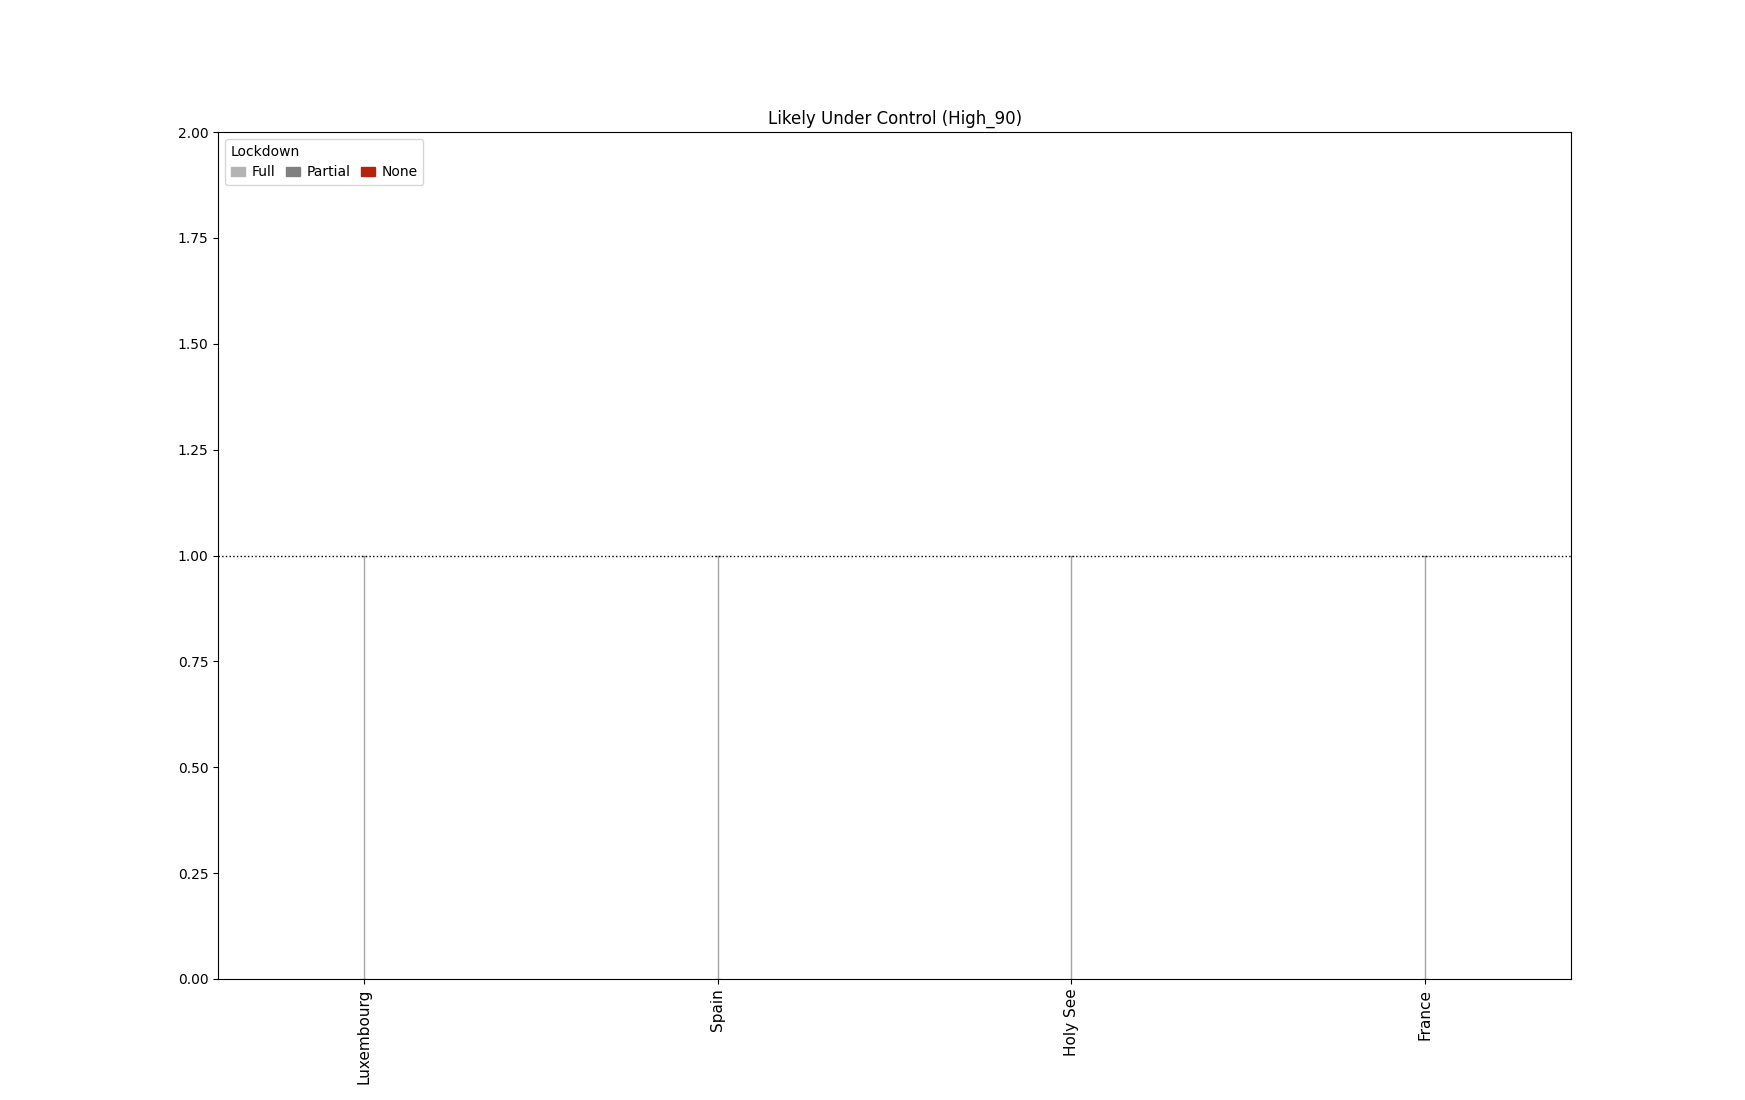 Likely Under Control (High_90)
2.00
Lockdown
Full Partial None
1.75
1.50
1.25
1.00
0.75
0.50
0.25
0.00
Luxembourg
Spain
Holy See
France